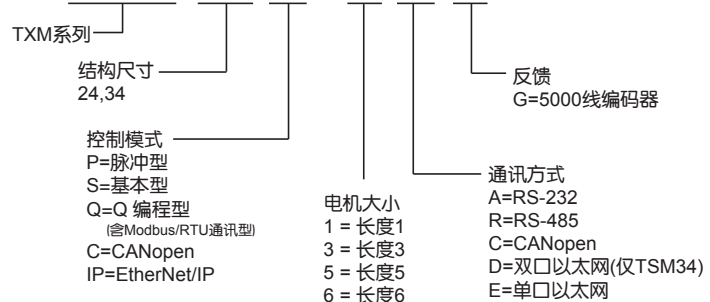 TXM系列
结构尺寸
24,34
控制模式
P=脉冲型
S=基本型
Q=Q 编程型
(含Modbus/RTU通讯型)
C=CANopen
IP=EtherNet/IP
电机大小
1 = 长度1
3 = 长度3
5 = 长度5
6 = 长度6
反馈
G=5000线编码器
通讯方式
A=RS-232
R=RS-485
C=CANopen
D=双口以太网(仅TSM34)
E=单口以太网